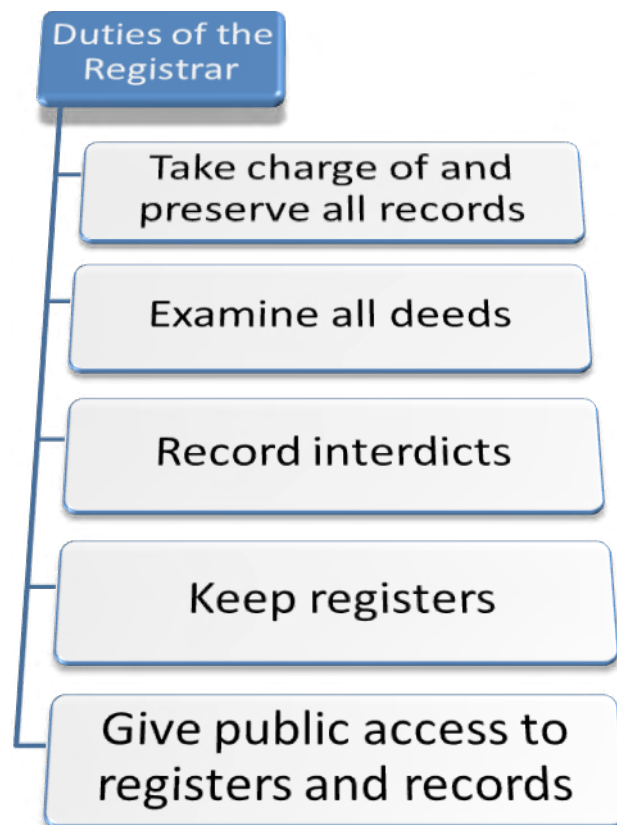 Duties of the
Registrar
Take charge of and
preserve all records
Examine all deeds
Record interdicts
Keep registers
Give public access to
registers and records